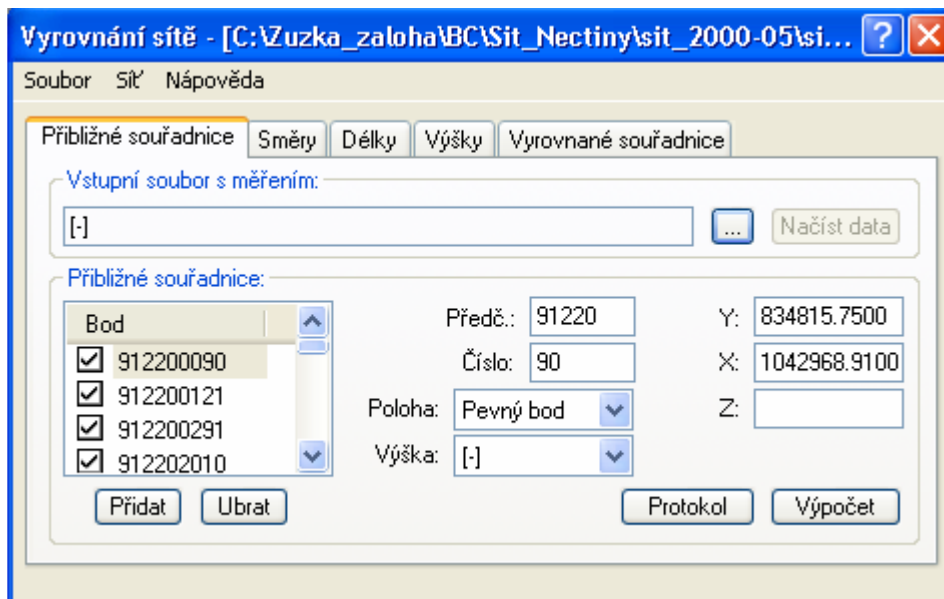 Vyrovnání sítě - [C:\Zuzka_zaloha\BC\Sit_Nectiny\sit_2000-05\si...
Soubor Síť Nápověda
Přibližné souřadnice Směry Délky Výšky Vyrovnané souřadnice
Vstupní soubor s měřením:
[-] ... Načíst data
Přibližné souřadnice:
Bod
912200090
912200121
912200291
912202010
Předč.: 91220
Číslo: 90
Poloha: Pevný bod
Výška: [-]
Y: 834815.7500
X: 1042968.9100
Z:
Přidat Ubrat Protokol Výpočet